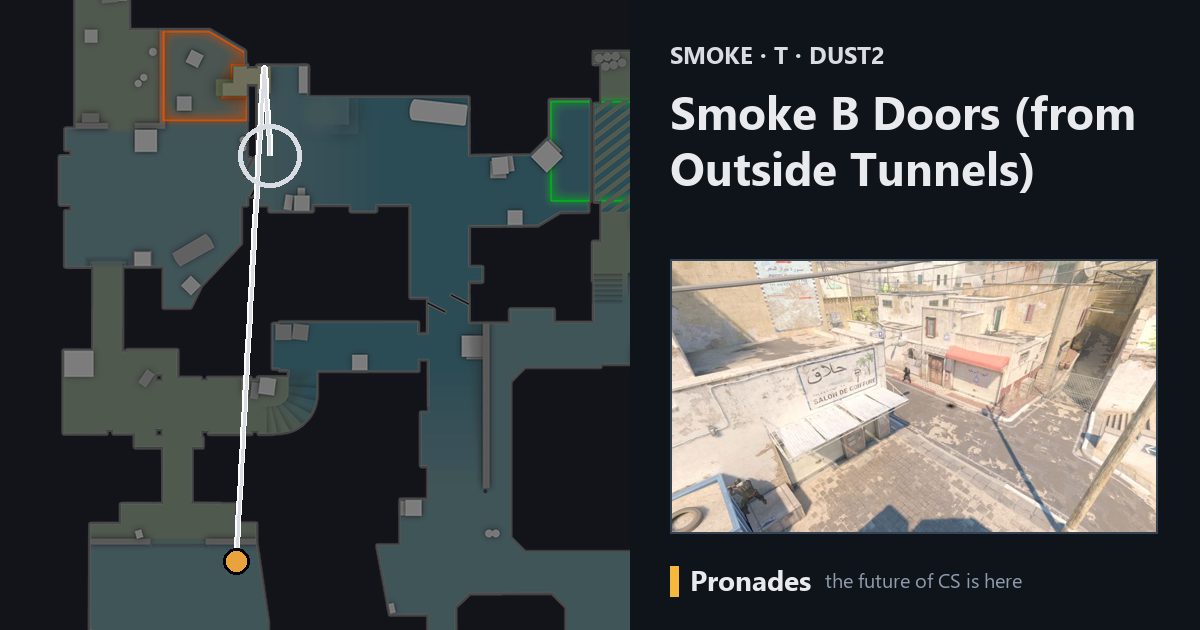 SMOKE · T · DUST2
Smoke B Doors (from
Outside Tunnels)
حلاق
SALON DE COIFFURE
Pronades the future of CS is here